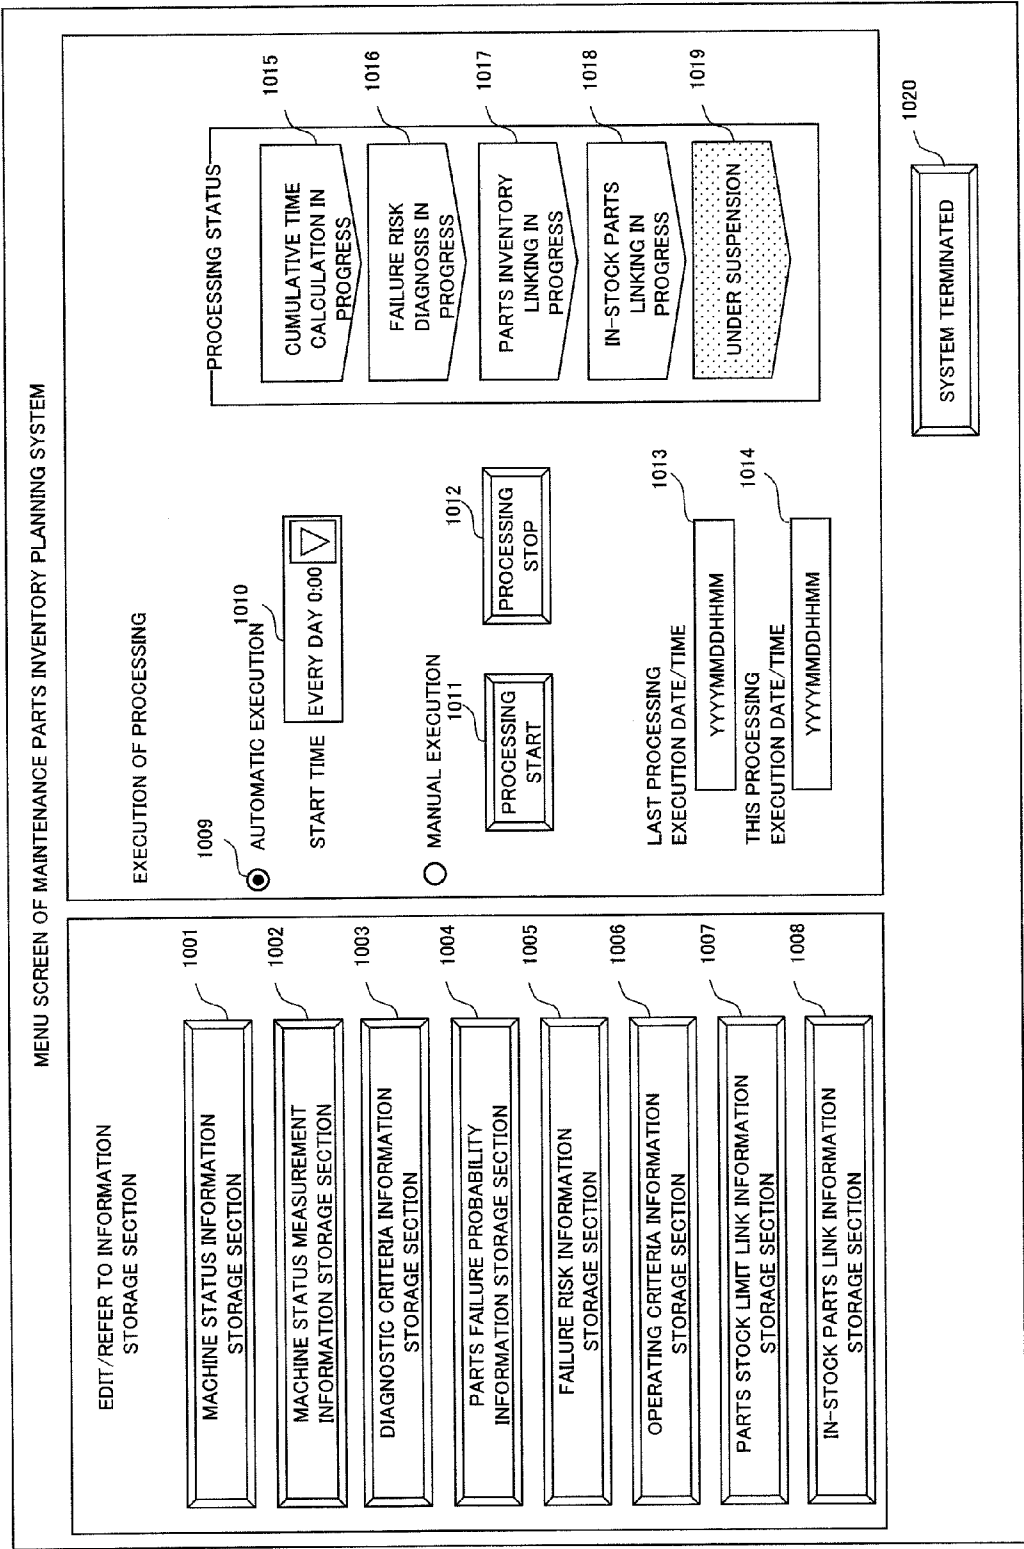 MENU SCREEN OF MAINTENANCE PARTS INVENTORY PLANNING SYSTEM
EDIT/REFER TO INFORMATION
STORAGE SECTION
MACHINE STATUS INFORMATION
STORAGE SECTION
1001
MACHINE STATUS MEASUREMENT
INFORMATION STORAGE SECTION
1002
DIAGNOSTIC CRITERIA INFORMATION
STORAGE SECTION
1003
PARTS FAILURE PROBABILITY
INFORMATION STORAGE SECTION
1004
FAILURE RISK INFORMATION
STORAGE SECTION
1005
OPERATING CRITERIA INFORMATION
STORAGE SECTION
1006
PARTS STOCK LIMIT LINK INFORMATION
STORAGE SECTION
1007
IN-STOCK PARTS LINK INFORMATION
STORAGE SECTION
1008
EXECUTION OF PROCESSING
1009
AUTOMATIC EXECUTION
1010
START TIME
EVERY DAY 0:00
MANUAL EXECUTION
1011
PROCESSING
START
1012
PROCESSING
STOP
LAST PROCESSING
EXECUTION DATE/TIME
YYYYMMDDHHMM
1013
THIS PROCESSING
EXECUTION DATE/TIME
YYYYMMDDHHMM
1014
PROCESSING STATUS
CUMULATIVE TIME
CALCULATION IN
PROGRESS
1015
FAILURE RISK
DIAGNOSIS IN
PROGRESS
1016
PARTS INVENTORY
LINKING IN
PROGRESS
1017
IN-STOCK PARTS
LINKING IN
PROGRESS
1018
UNDER SUSPENSION
1019
SYSTEM TERMINATED
1020